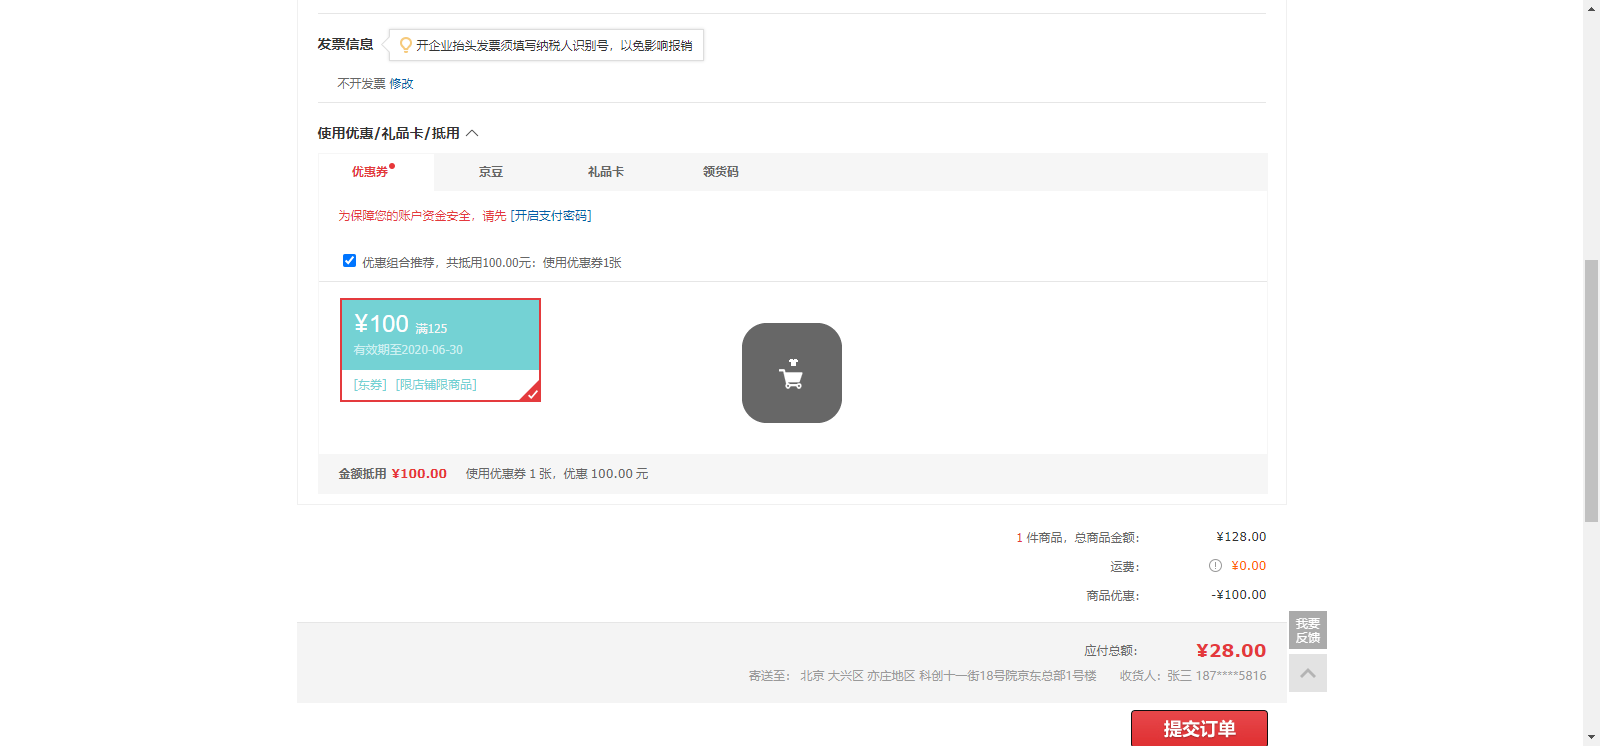 发票信息
开企业抬头发票须填写纳税人识别号，以免影响报销
不开发票 修改
使用优惠/礼品卡/抵用
优惠券 京豆 礼品卡 领货码
为保障您的账户资金安全，请先 [开启支付密码]
优惠组合推荐，共抵用100.00元：使用优惠券1张
¥100 满125
有效期至2020-06-30
[东券] [限店铺限商品]
金额抵用 ¥100.00 使用优惠券 1 张，优惠 100.00 元
1 件商品，总商品金额： ¥128.00
运费： ¥0.00
商品优惠： -¥100.00
我要
反馈
应付总额： ¥28.00
寄送至： 北京 大兴区 亦庄地区 科创十一街18号院京东总部1号楼 收货人：张三 187****5816
提交订单